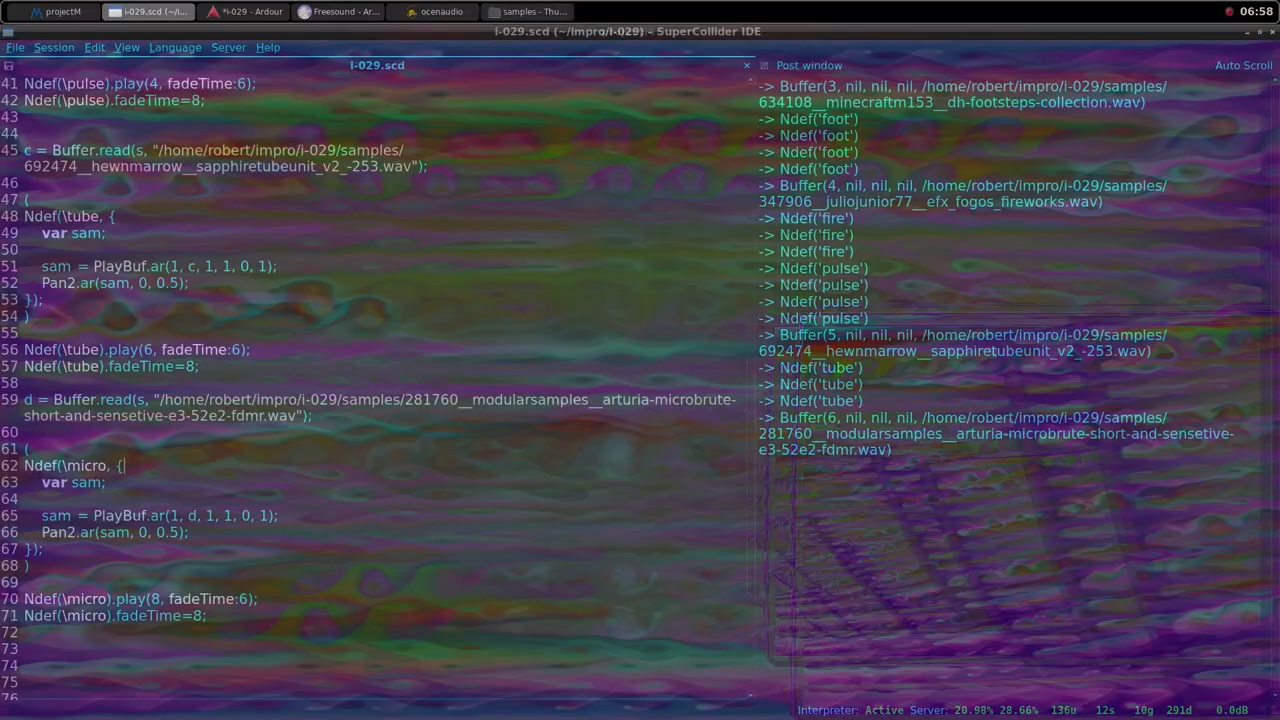 projectM
i-029.scd (~/i...
*i-029 - Ardour
Freesound - Ar...
ocenaudio
samples - Thu...
06:58
i-029.scd (~/impro/i-029) - SuperCollider IDE
File Session Edit View Language Server Help
i-029.scd
Post window
Auto Scroll
41 Ndef(\pulse).play(4, fadeTime:6);
42 Ndef(\pulse).fadeTime=8;
43
44
45 c = Buffer.read(s, "/home/robert/impro/i-029/samples/
692474__hewnmarrow__sapphiretubeunit_v2_-253.wav");
46
47 (
48 Ndef(\tube, {
49 var sam;
50
51 sam = PlayBuf.ar(1, c, 1, 1, 0, 1);
52 Pan2.ar(sam, 0, 0.5);
53 });
54 )
55
56 Ndef(\tube).play(6, fadeTime:6);
57 Ndef(\tube).fadeTime=8;
58
59 d = Buffer.read(s, "/home/robert/impro/i-029/samples/281760__modularsamples__arturia-microbrute-
short-and-sensetive-e3-52e2-fdmr.wav");
60
61 (
62 Ndef(\micro, {
63 var sam;
64
65 sam = PlayBuf.ar(1, d, 1, 1, 0, 1);
66 Pan2.ar(sam, 0, 0.5);
67 });
68 )
69
70 Ndef(\micro).play(8, fadeTime:6);
71 Ndef(\micro).fadeTime=8;
72
73
74
75
76
-> Buffer(3, nil, nil, nil, /home/robert/impro/i-029/samples/
634108__minecraftm153__dh-footsteps-collection.wav)
-> Ndef('foot')
-> Ndef('foot')
-> Ndef('foot')
-> Ndef('foot')
-> Buffer(4, nil, nil, nil, /home/robert/impro/i-029/samples/
347906__juliojunior77__efx_fogos_fireworks.wav)
-> Ndef('fire')
-> Ndef('fire')
-> Ndef('fire')
-> Ndef('pulse')
-> Ndef('pulse')
-> Ndef('pulse')
-> Ndef('pulse')
-> Buffer(5, nil, nil, nil, /home/robert/impro/i-029/samples/
692474__hewnmarrow__sapphiretubeunit_v2_-253.wav)
-> Ndef('tube')
-> Ndef('tube')
-> Ndef('tube')
-> Buffer(6, nil, nil, nil, /home/robert/impro/i-029/samples/
281760__modularsamples__arturia-microbrute-short-and-sensetive-
e3-52e2-fdmr.wav)
Interpreter: Active Server: 20.98% 28.66% 136u 12s 10g 291d 0.0dB